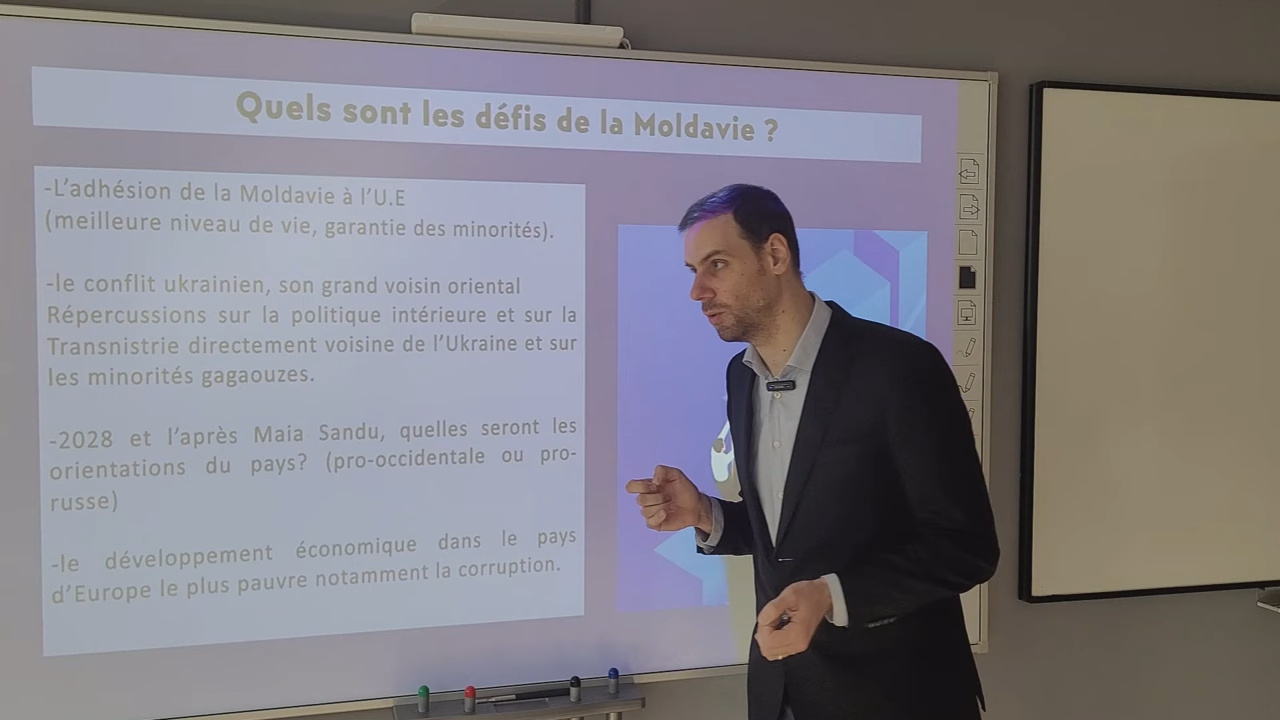 Quels sont les défis de la Moldavie ?
-L'adhésion de la Moldavie à l'U.E
(meilleure niveau de vie, garantie des minorités).
-le conflit ukrainien, son grand voisin oriental
Répercussions sur la politique intérieure et sur la
Transnistrie directement voisine de l'Ukraine et sur
les minorités gagaouzes.
-2028 et l'après Maia Sandu, quelles seront les
orientations du pays? (pro-occidentale ou pro-
russe)
-le développement économique dans le pays
d'Europe le plus pauvre notamment la corruption.